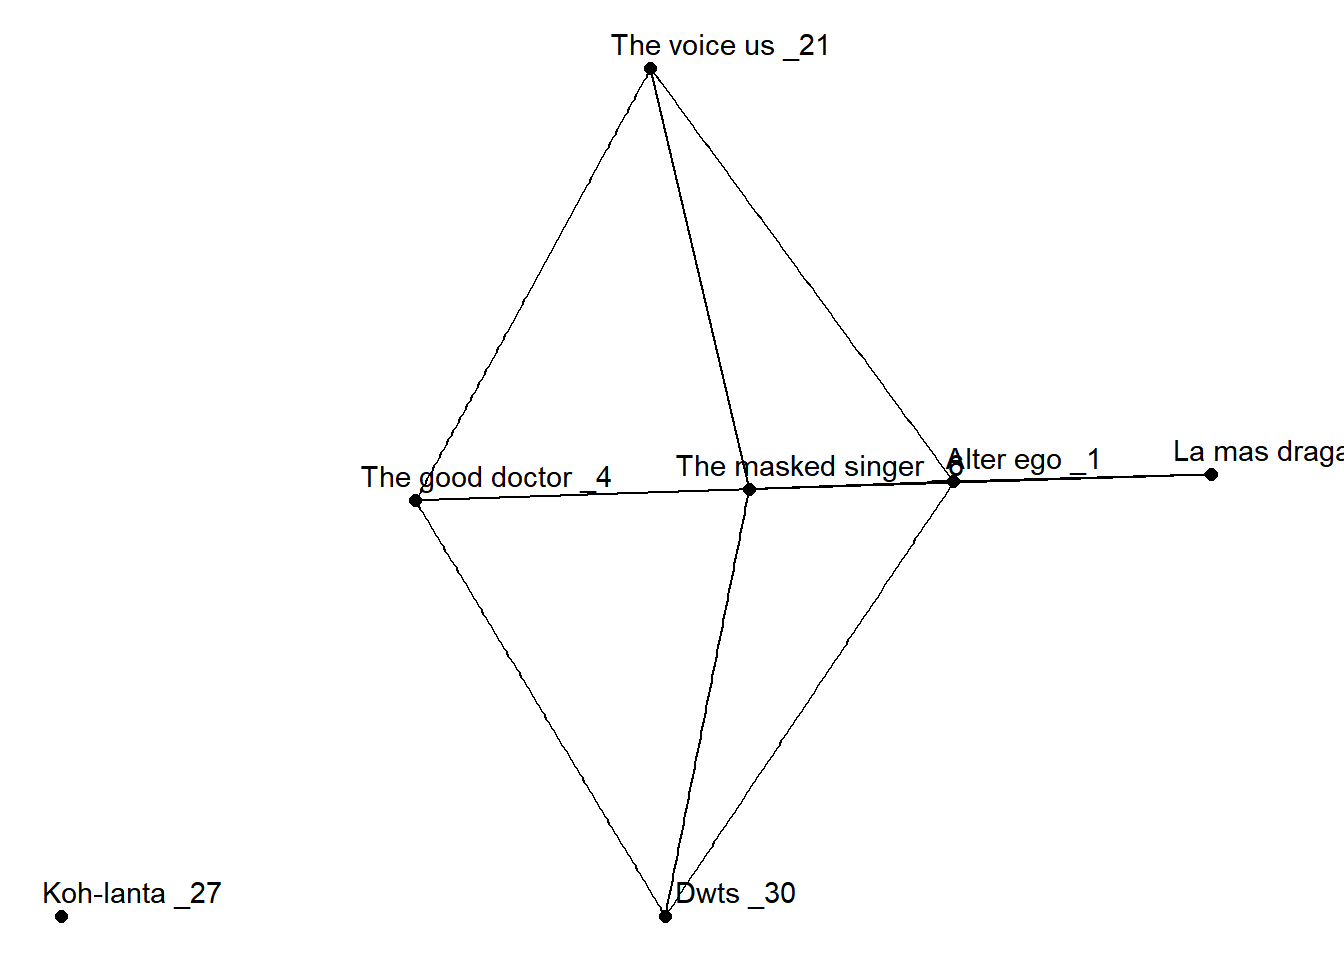 The voice us _21
The good doctor _4
The masked singer _6
Alter ego _1
La mas draga
Koh-lanta _27
Dwts _30